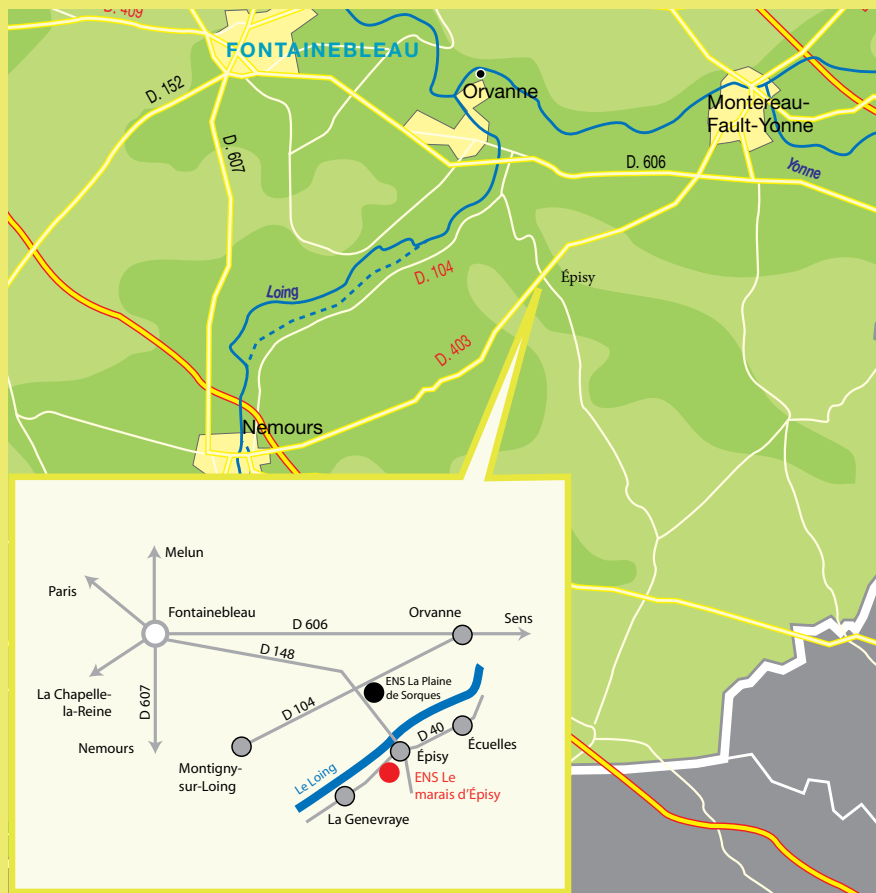 D. 409
FONTAINEBLEAU
D. 152
Orvanne
Montereau-
Fault-Yonne
D. 607
D. 606
Yonne
D. 104
Épisy
Loing
D. 403
Nemours
Melun
Paris
Fontainebleau
D 606
Orvanne
Sens
D 148
ENS La Plaine
de Sorques
La Chapelle-
la-Reine
D 607
D 104
D 40
Nemours
Écuelles
Épisy
Montigny-
sur-Loing
Le Loing
ENS Le
marais d'Épisy
La Genevraye